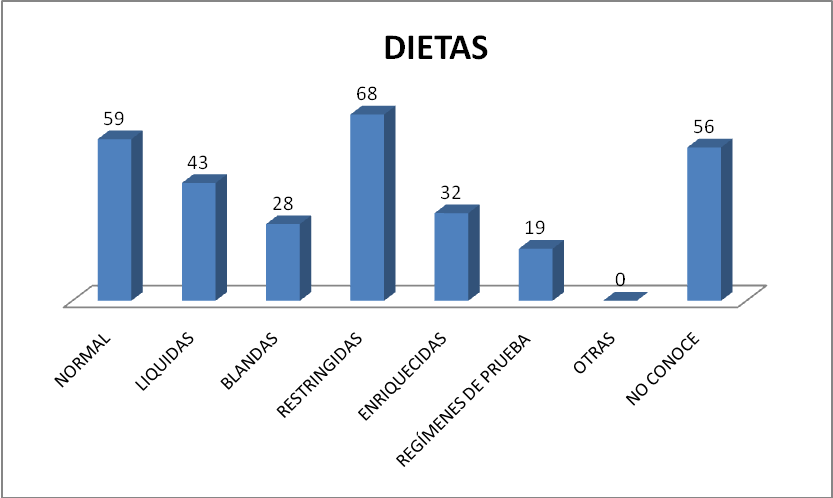 DIETAS
59
43
28
68
32
19
0
56
NORMAL
LIQUIDAS
BLANDAS
RESTRINGIDAS
ENRIQUECIDAS
REGÍMENES DE PRUEBA
OTRAS
NO CONOCE